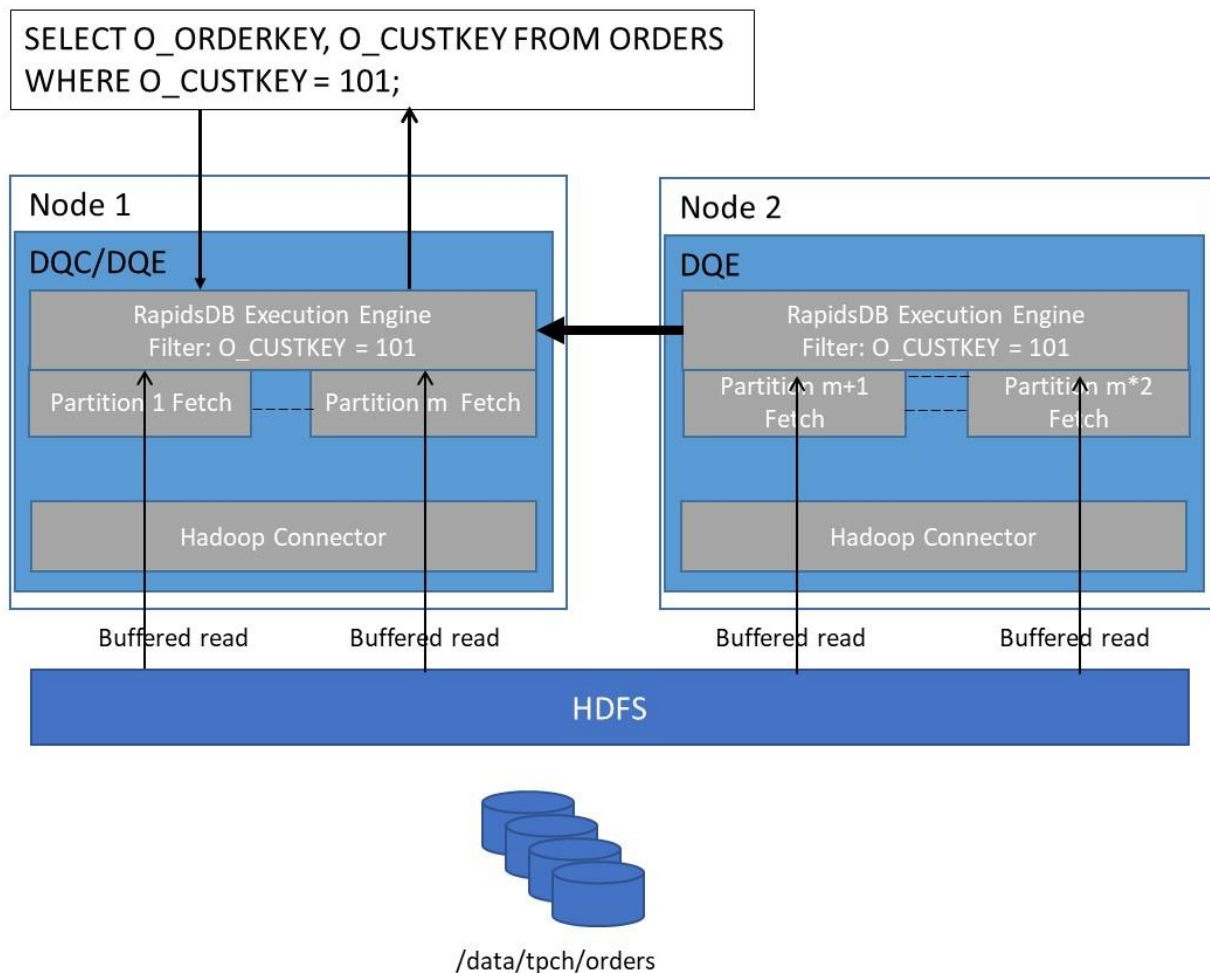 SELECT O_ORDERKEY, O_CUSTKEY FROM ORDERS
WHERE O_CUSTKEY = 101;
Node 1
DQC/DQE
RapidsDB Execution Engine
Filter: O_CUSTKEY = 101
Partition 1 Fetch
Partition m Fetch
Hadoop Connector
Node 2
DQE
RapidsDB Execution Engine
Filter: O_CUSTKEY = 101
Partition m+1
Fetch
Partition m*2
Fetch
Hadoop Connector
Buffered read
Buffered read
Buffered read
Buffered read
HDFS
/data/tpch/orders